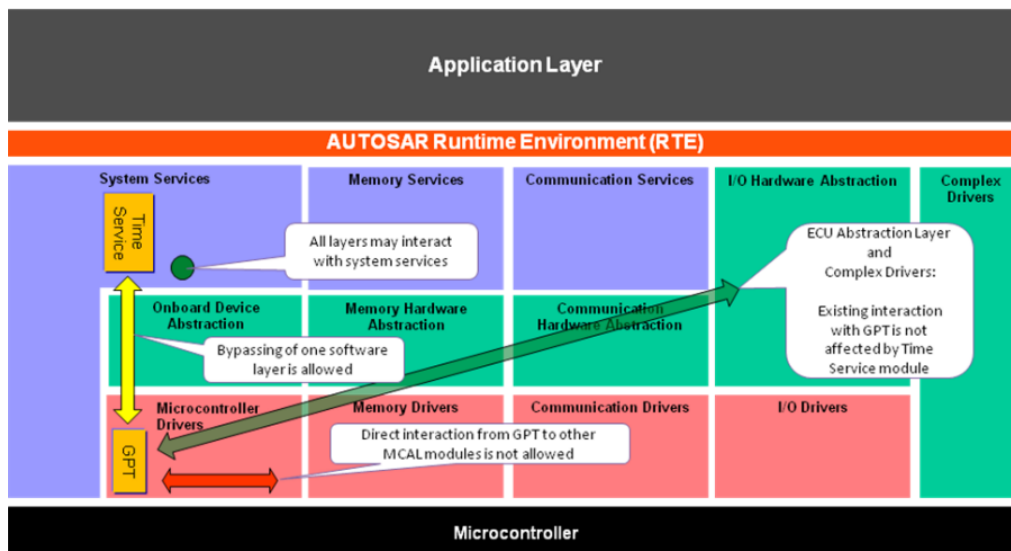 Application Layer
AUTOSAR Runtime Environment (RTE)
System Services
Memory Services
Communication Services
I/O Hardware Abstraction
Complex
Drivers
Time
Service
All layers may interact
with system services
ECU Abstraction Layer
and
Complex Drivers:
Existing interaction
with GPT is not
affected by Time
Service module
Onboard Device
Abstraction
Memory Hardware
Abstraction
Communication
Hardware Abstraction
Bypassing of one software
layer is allowed
Microcontroller
Drivers
Memory Drivers
Communication Drivers
I/O Drivers
GPT
Direct interaction from GPT to other
MCAL modules is not allowed
Microcontroller